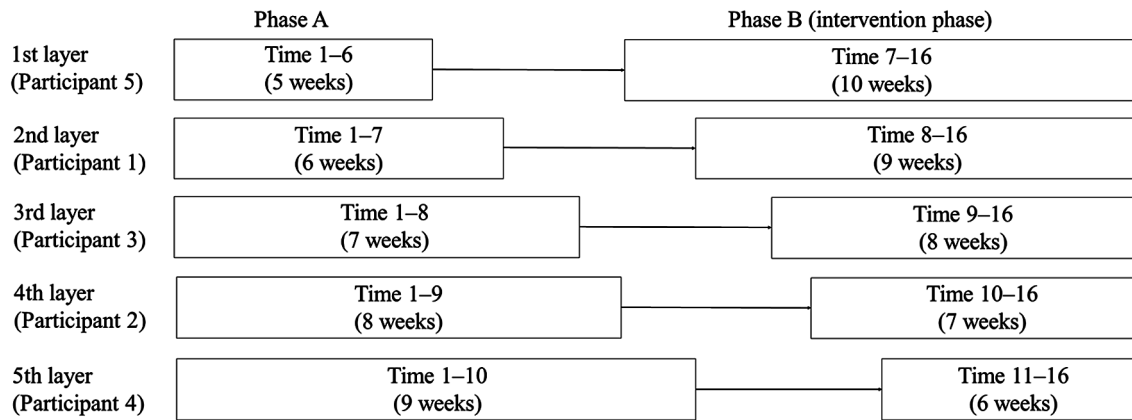 Phase A
Phase B (intervention phase)
1st layer
(Participant 5)
Time 1–6
(5 weeks)
Time 7–16
(10 weeks)
2nd layer
(Participant 1)
Time 1–7
(6 weeks)
Time 8–16
(9 weeks)
3rd layer
(Participant 3)
Time 1–8
(7 weeks)
Time 9–16
(8 weeks)
4th layer
(Participant 2)
Time 1–9
(8 weeks)
Time 10–16
(7 weeks)
5th layer
(Participant 4)
Time 1–10
(9 weeks)
Time 11–16
(6 weeks)